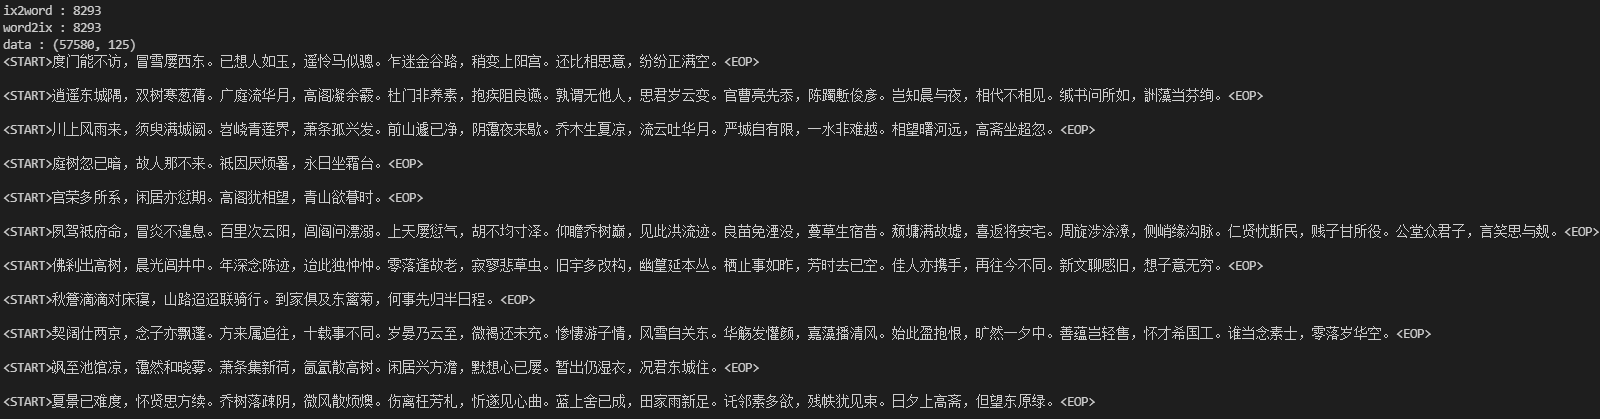 ix2word : 8293
word2ix : 8293
data : (57580, 125)
<START>度门能不访，冒雪屡西东。已想人如玉，遥怜马似骢。乍迷金谷路，稍变上阳宫。还比相思意，纷纷正满空。<EOP>
<START>逍遥东城隅，双树寒葱蒨。广庭流华月，高阁凝余霰。杜门非养素，抱疾阻良讌。孰谓无他人，思君岁云变。官曹亮先忝，陈躅慙俊彦。岂知晨与夜，相代不相见。缄书问所如，詶藻当芬绚。<EOP>
<START>川上风雨来，须臾满城阙。岧峣青莲界，萧条孤兴发。前山遽已净，阴霭夜来歇。乔木生夏凉，流云吐华月。严城自有限，一水非难越。相望曙河远，高斋坐超忽。<EOP>
<START>庭树忽已暗，故人那不来。祗因厌烦暑，永日坐霜台。<EOP>
<START>官荣多所系，闲居亦愆期。高阁犹相望，青山欲暮时。<EOP>
<START>夙驾祗府命，冒炎不遑息。百里次云阳，闾阎问漂溺。上天屡愆气，胡不均寸泽。仰瞻乔树巅，见此洪流迹。良苗免湮没，蔓草生宿昔。颓墉满故墟，喜返将安宅。周旋涉涂潦，侧峭缘沟脉。仁贤忧斯民，贱子甘所役。公堂众君子，言笑思与觌。<EOP>
<START>佛刹出高树，晨光闾井中。年深念陈迹，迨此独忡忡。零落逢故老，寂寥悲草虫。旧宇多改构，幽篁延本丛。栖止事如昨，芳时去已空。佳人亦携手，再往今不同。新文聊感旧，想子意无穷。<EOP>
<START>秋簷滴滴对床寝，山路迢迢联骑行。到家俱及东篱菊，何事先归半日程。<EOP>
<START>契阔仕两京，念子亦飘蓬。方来属追往，十载事不同。岁晏乃云至，微褐还未充。惨悽游子情，风雪自关东。华觞发懽颜，嘉藻播清风。始此盈抱恨，旷然一夕中。善蕴岂轻售，怀才希国工。谁当念素士，零落岁华空。<EOP>
<START>飒至池馆凉，霭然和晓雾。萧条集新荷，氤氲散高树。闲居兴方澹，默想心已屡。暂出仍湿衣，况君东城住。<EOP>
<START>夏景已难度，怀贤思方续。乔树落疎阴，微风散烦燠。伤离枉芳札，忻遂见心曲。蓝上舍已成，田家雨新足。讬邻素多欲，残帙犹见束。日夕上高斋，但望东原绿。<EOP>